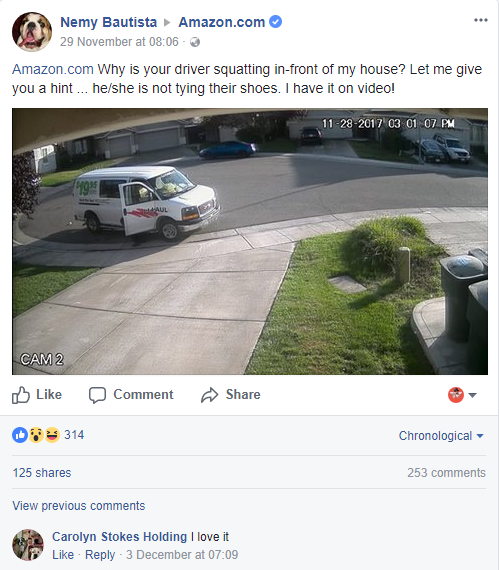 Nemy Bautista ▸ Amazon.com
29 November at 08:06 ·
Amazon.com Why is your driver squatting in-front of my house? Let me give
you a hint ... he/she is not tying their shoes. I have it on video!
11-28-2017 03:01:07 PM
$19.95
UHAUL
CAM 2
Like Comment Share
314 Chronological
125 shares 253 comments
View previous comments
Carolyn Stokes Holding I love it
Like · Reply · 3 December at 07:09